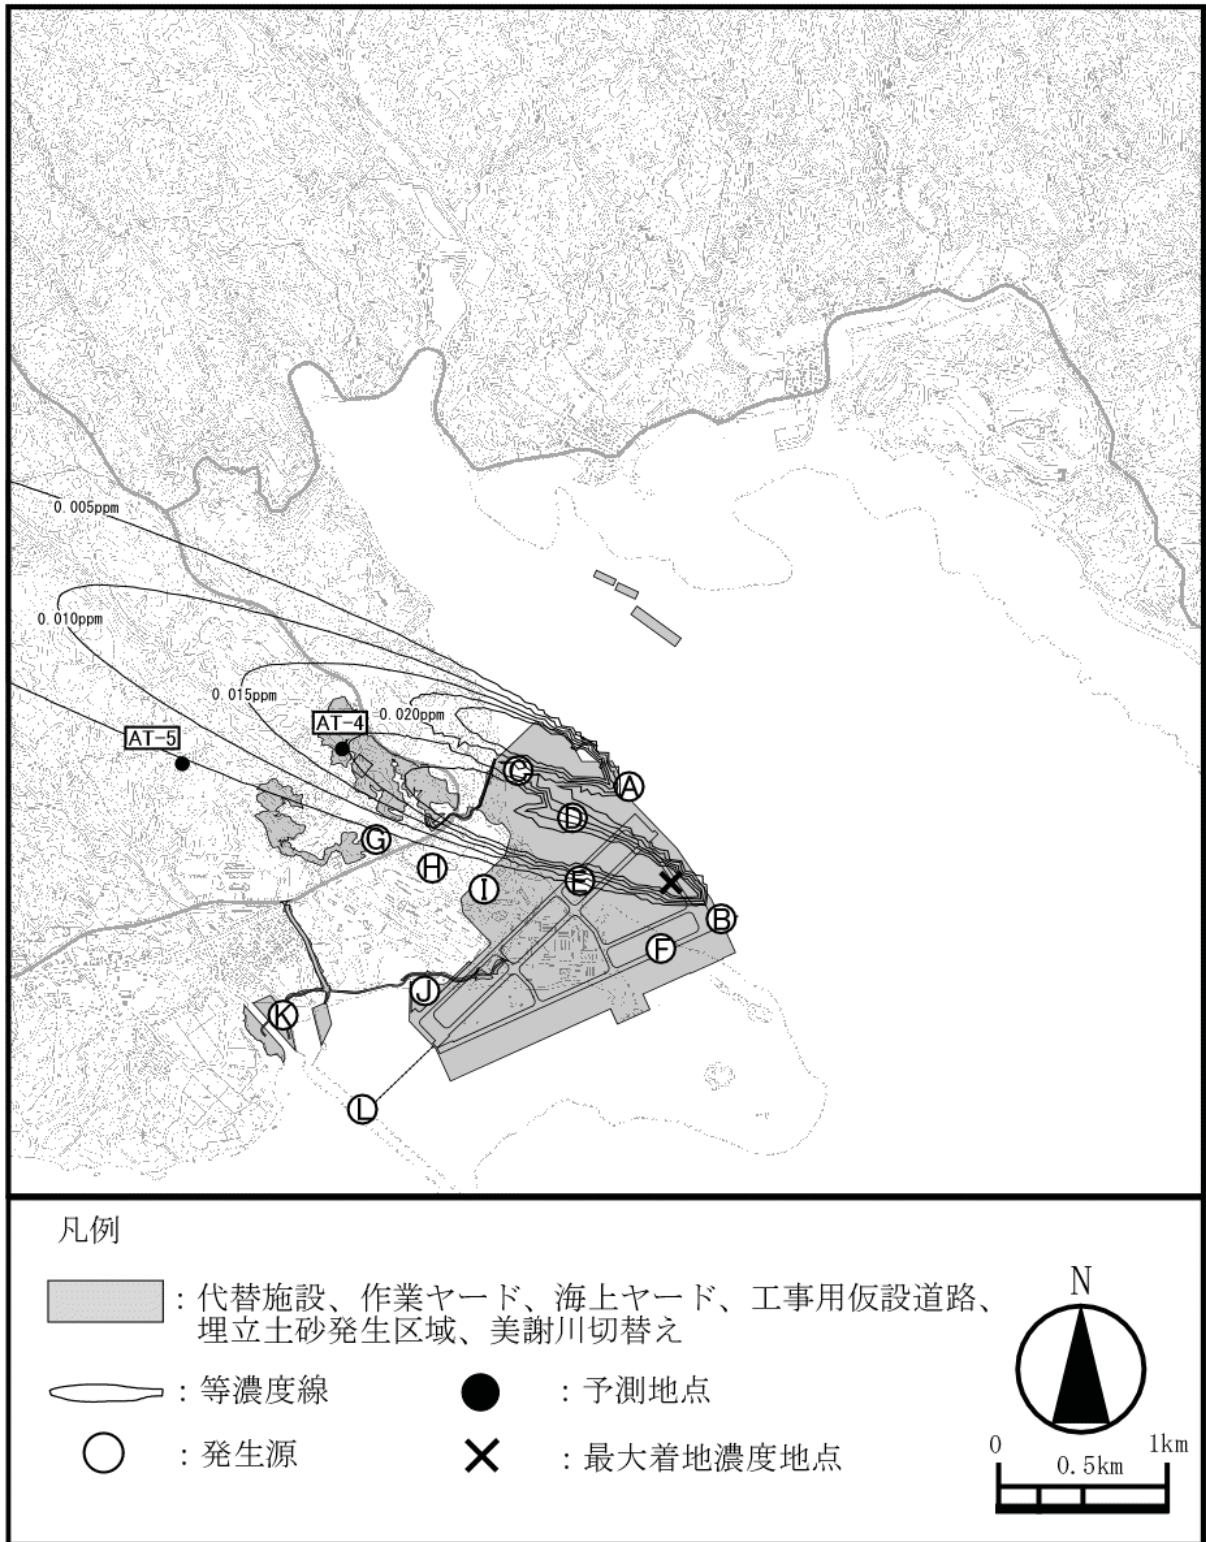 0.005ppm
0.010ppm
0.015ppm
0.020ppm
AT-4
AT-5
C
A
D
G
H
E
I
B
F
J
K
L
凡例
：代替施設、作業ヤード、海上ヤード、工事用仮設道路、
埋立土砂発生区域、美謝川切替え
：等濃度線
：予測地点
：発生源
：最大着地濃度地点
N
0
0.5km
1km